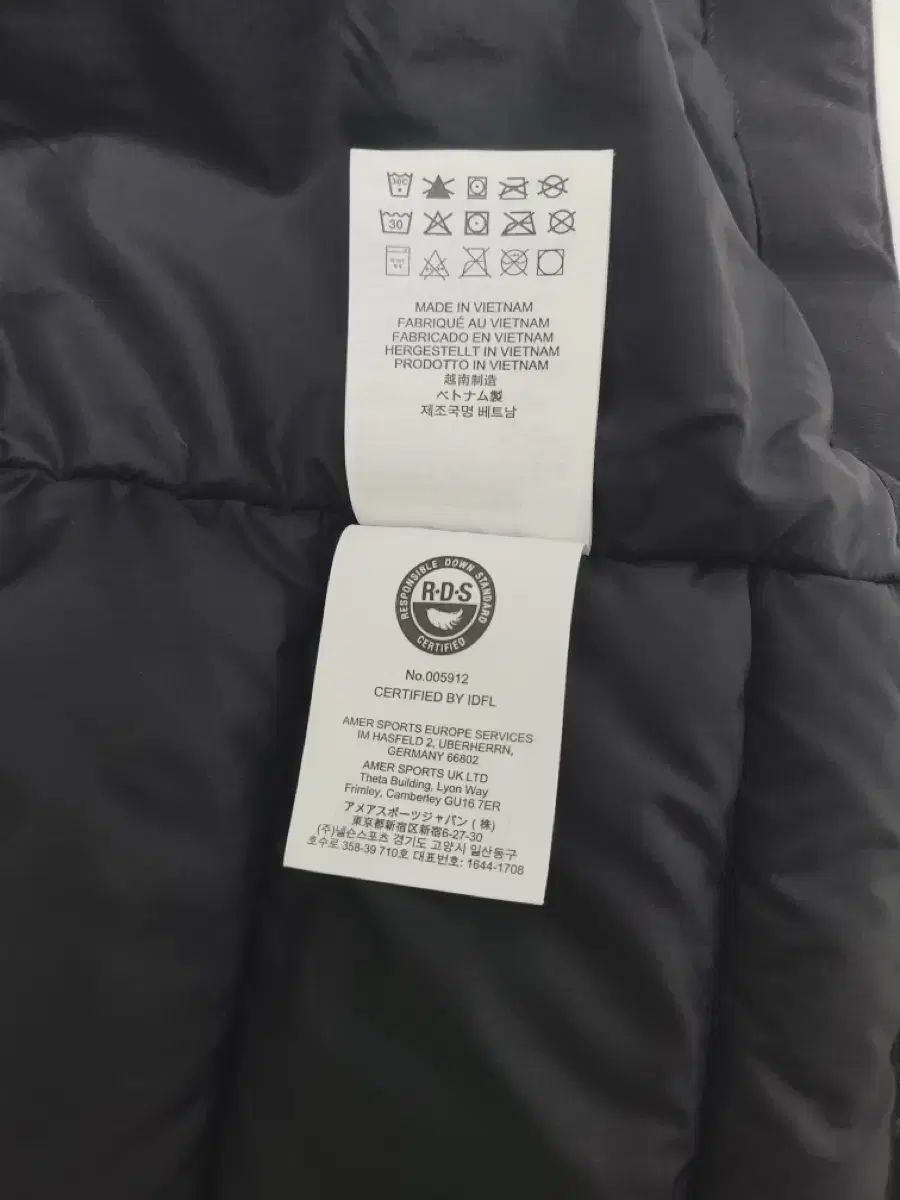 30C
30
MADE IN VIETNAM
FABRIQUÉ AU VIETNAM
FABRICADO EN VIETNAM
HERGESTELLT IN VIETNAM
PRODOTTO IN VIETNAM
越南制造
ベトナム製
제조국명 베트남
RESPONSIBLE DOWN STANDARD
R·D·S
CERTIFIED
No.005912
CERTIFIED BY IDFL
AMER SPORTS EUROPE SERVICES
IM HASFELD 2, UBERHERRN,
GERMANY 66802
AMER SPORTS UK LTD
Theta Building, Lyon Way
Frimley, Camberley GU16 7ER
アメアスポーツジャパン (株)
東京都新宿区新宿6-27-30
(주)넬슨스포츠 경기도 고양시 일산동구
호수로 358-39 710호 대표번호: 1644-1708